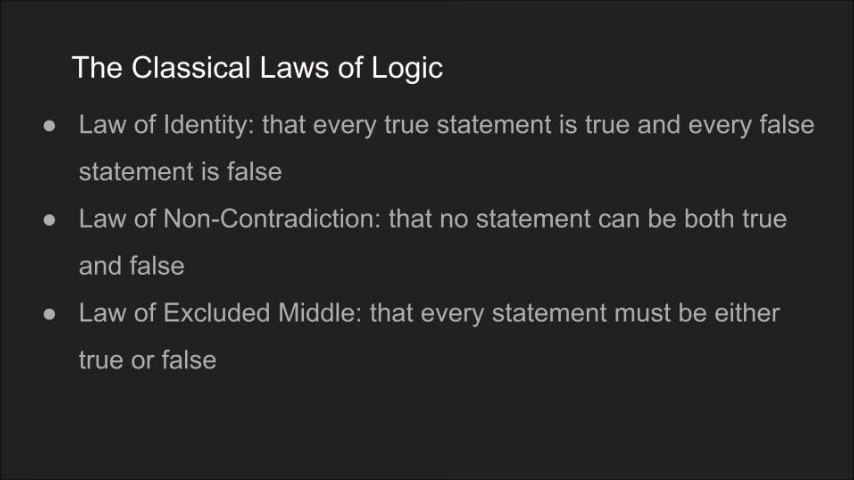 The Classical Laws of Logic
● Law of Identity: that every true statement is true and every false
statement is false
● Law of Non-Contradiction: that no statement can be both true
and false
● Law of Excluded Middle: that every statement must be either
true or false